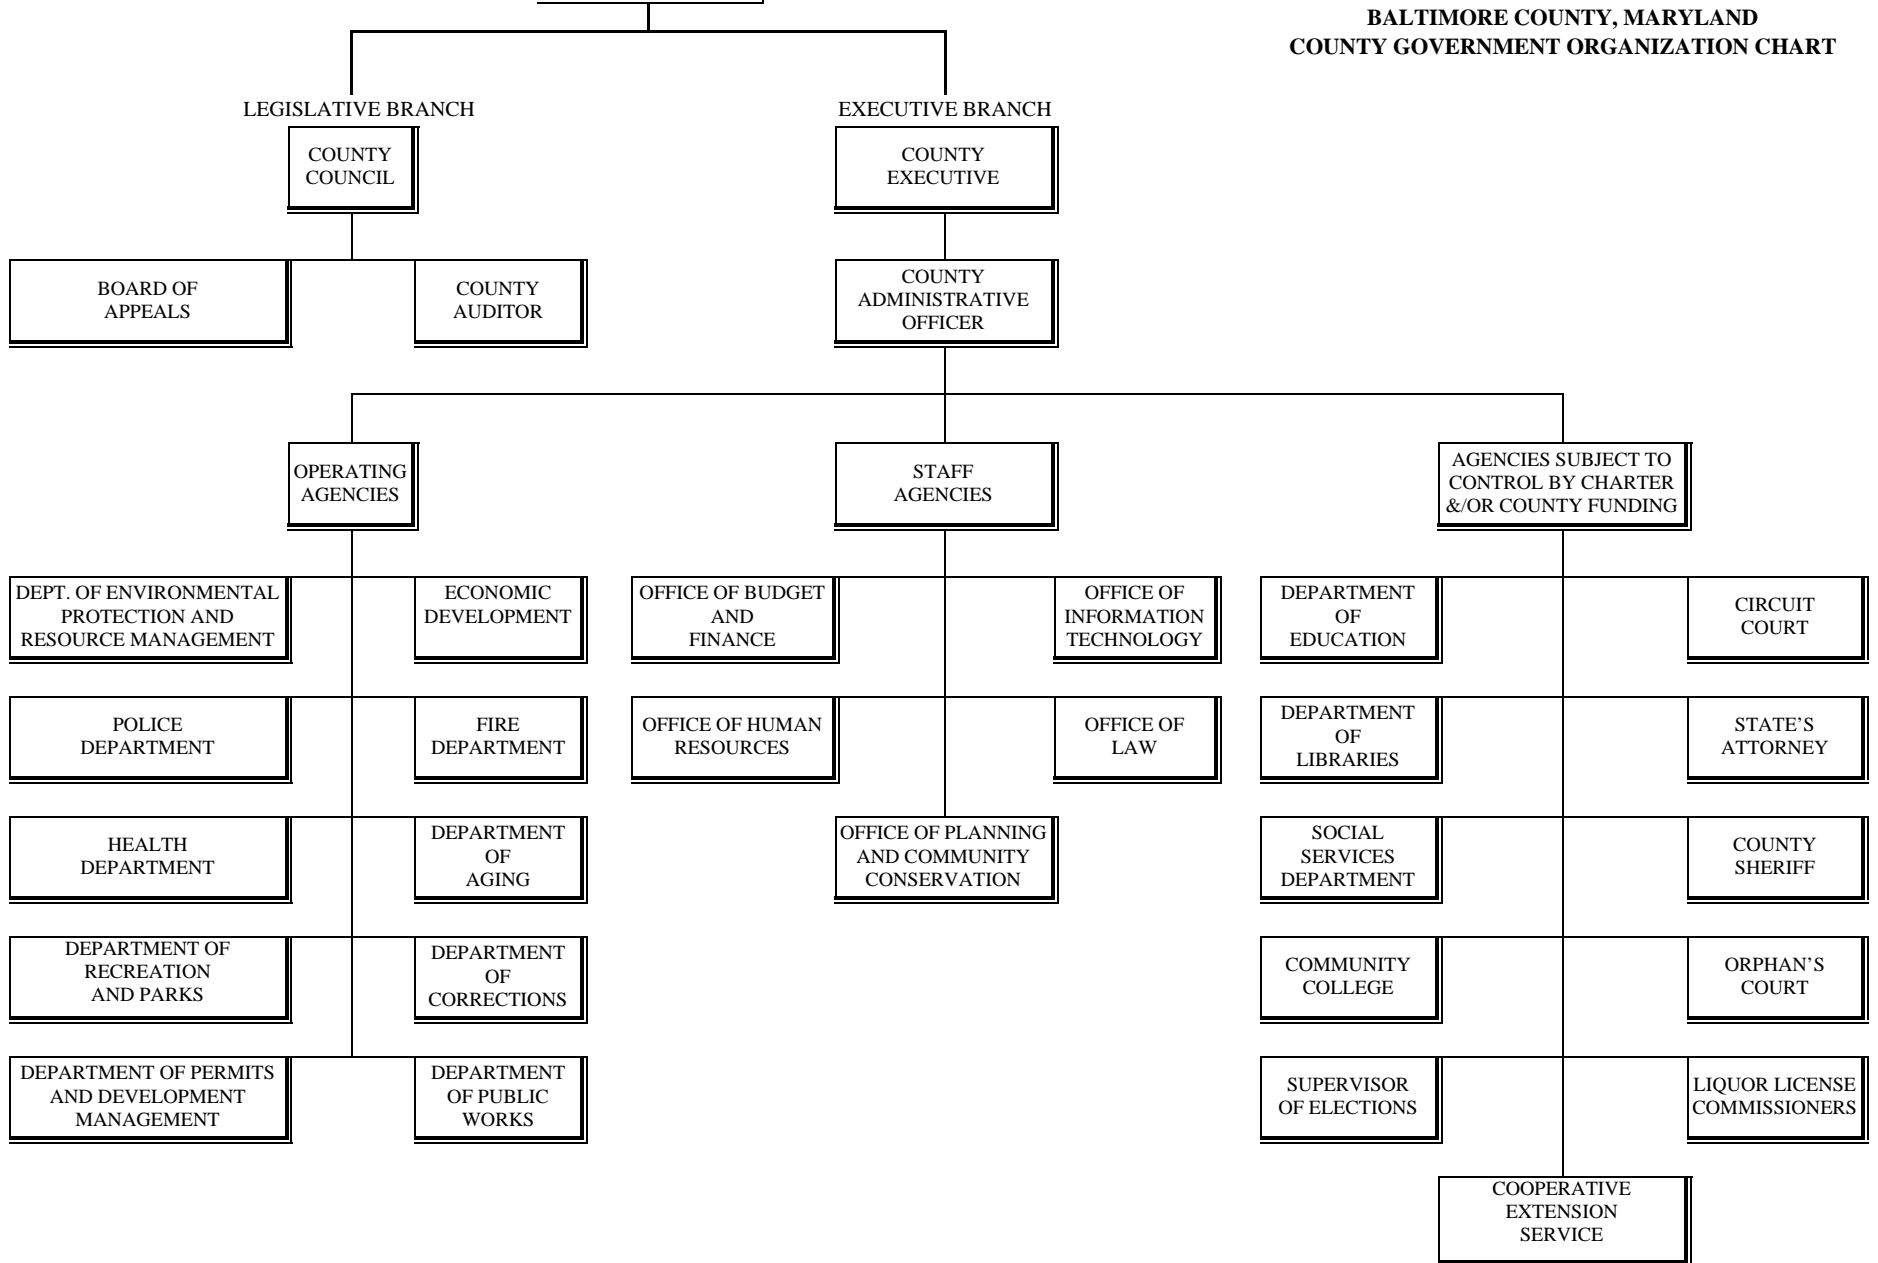 BALTIMORE COUNTY, MARYLAND
COUNTY GOVERNMENT ORGANIZATION CHART
LEGISLATIVE BRANCH
EXECUTIVE BRANCH
COUNTY
COUNCIL
COUNTY
EXECUTIVE
BOARD OF
APPEALS
COUNTY
AUDITOR
COUNTY
ADMINISTRATIVE
OFFICER
OPERATING
AGENCIES
STAFF
AGENCIES
AGENCIES SUBJECT TO
CONTROL BY CHARTER
&/OR COUNTY FUNDING
DEPT. OF ENVIRONMENTAL
PROTECTION AND
RESOURCE MANAGEMENT
ECONOMIC
DEVELOPMENT
OFFICE OF BUDGET
AND
FINANCE
OFFICE OF
INFORMATION
TECHNOLOGY
DEPARTMENT
OF
EDUCATION
CIRCUIT
COURT
POLICE
DEPARTMENT
FIRE
DEPARTMENT
OFFICE OF HUMAN
RESOURCES
OFFICE OF
LAW
DEPARTMENT
OF
LIBRARIES
STATE’S
ATTORNEY
HEALTH
DEPARTMENT
DEPARTMENT
OF
AGING
OFFICE OF PLANNING
AND COMMUNITY
CONSERVATION
SOCIAL
SERVICES
DEPARTMENT
COUNTY
SHERIFF
DEPARTMENT OF
RECREATION
AND PARKS
DEPARTMENT
OF
CORRECTIONS
COMMUNITY
COLLEGE
ORPHAN’S
COURT
DEPARTMENT OF PERMITS
AND DEVELOPMENT
MANAGEMENT
DEPARTMENT
OF PUBLIC
WORKS
SUPERVISOR
OF ELECTIONS
LIQUOR LICENSE
COMMISSIONERS
COOPERATIVE
EXTENSION
SERVICE